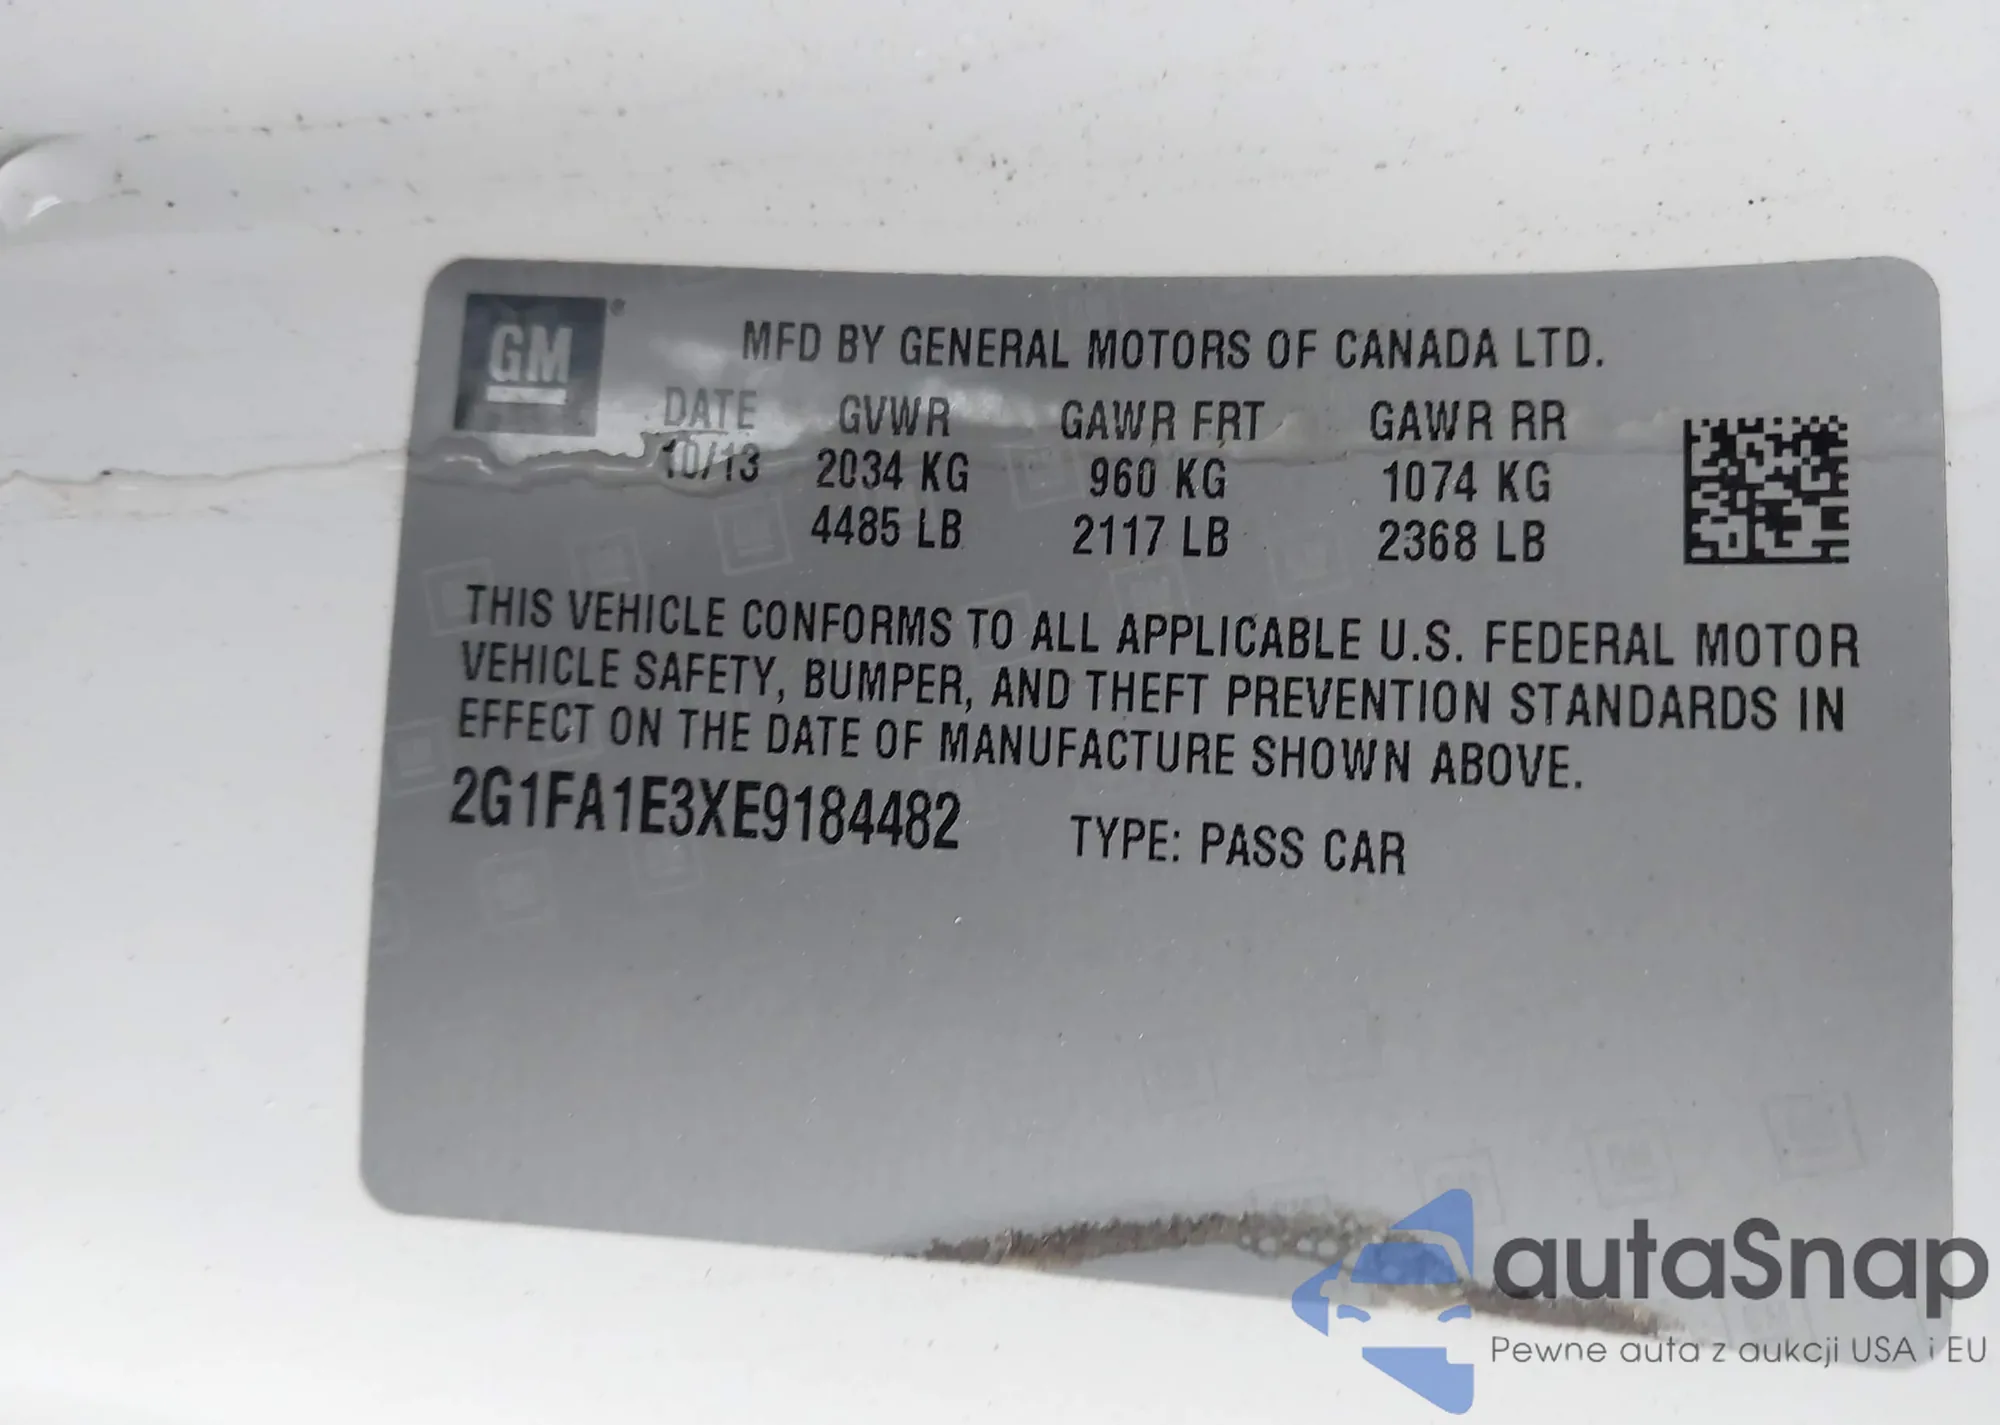 GM
MFD BY GENERAL MOTORS OF CANADA LTD.
DATE GVWR GAWR FRT GAWR RR
10/13 2034 KG 960 KG 1074 KG
4485 LB 2117 LB 2368 LB
THIS VEHICLE CONFORMS TO ALL APPLICABLE U.S. FEDERAL MOTOR
VEHICLE SAFETY, BUMPER, AND THEFT PREVENTION STANDARDS IN
EFFECT ON THE DATE OF MANUFACTURE SHOWN ABOVE.
2G1FA1E3XE9184482 TYPE: PASS CAR
autaSnap
Pewne auta z aukcji USA i EU